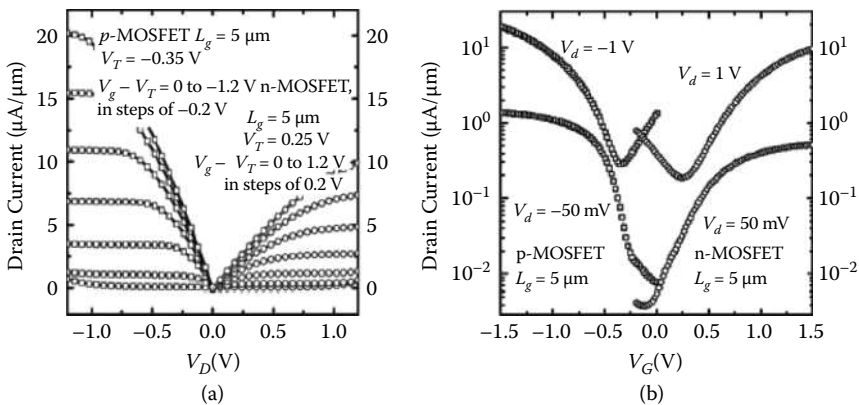 (a)
p-MOSFET L_g = 5 µm
V_T = −0.35 V
V_g − V_T = 0 to −1.2 V n-MOSFET,
in steps of −0.2 V
L_g = 5 µm
V_T = 0.25 V
V_g − V_T = 0 to 1.2 V
in steps of 0.2 V
Drain Current (µA/µm)
20
15
10
5
0
20
15
10
5
0
−1.0 −0.5 0.0 0.5 1.0
V_D(V)
(a)
(b)
V_d = −1 V
V_d = 1 V
V_d = −50 mV
V_d = 50 mV
p-MOSFET
L_g = 5 µm
n-MOSFET
L_g = 5 µm
Drain Current (µA/µm)
10^1
10^0
10^−1
10^−2
10^1
10^0
10^−1
10^−2
−1.5 −1.0 −0.5 0.0 0.5 1.0 1.5
V_G(V)
(b)